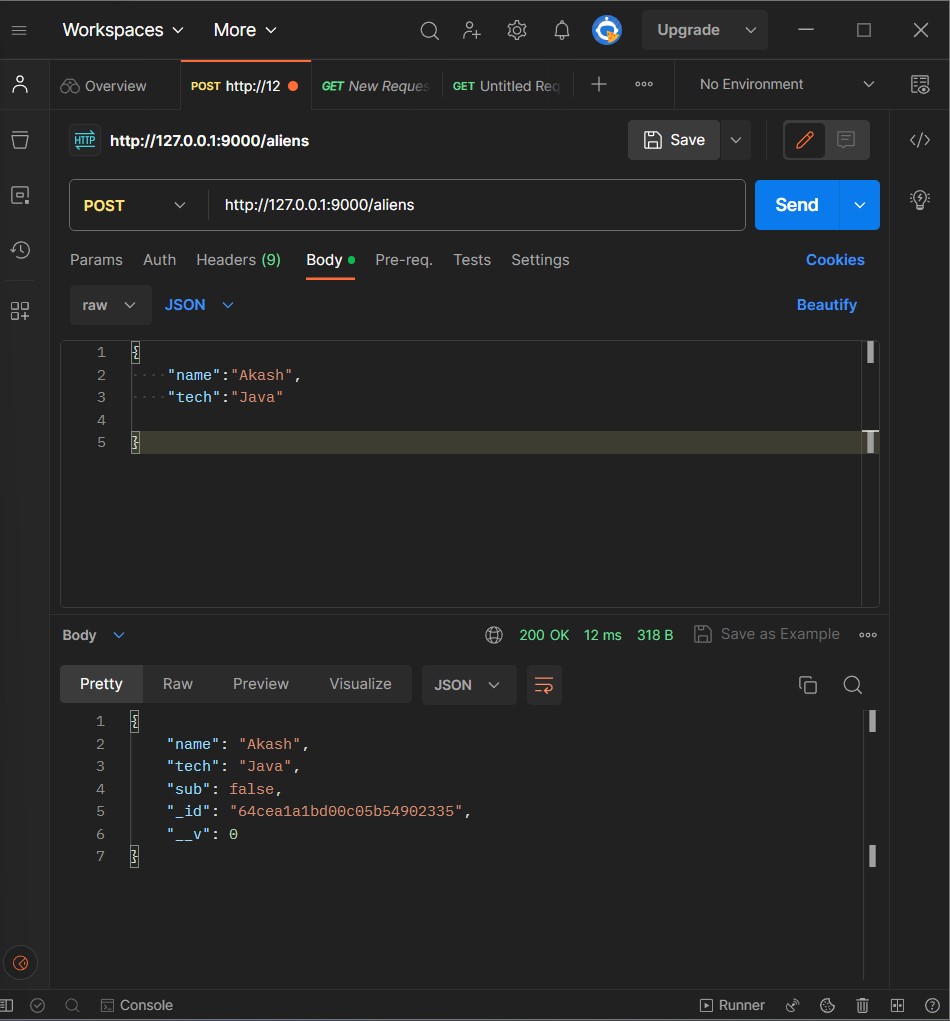 Workspaces More Upgrade
Overview POST http://12 GET New Reques GET Untitled Req No Environment
HTTP http://127.0.0.1:9000/aliens Save
POST http://127.0.0.1:9000/aliens Send
Params Auth Headers (9) Body Pre-req. Tests Settings Cookies
raw JSON Beautify
1 {
2 "name":"Akash",
3 "tech":"Java"
4
5 }
Body 200 OK 12 ms 318 B Save as Example
Pretty Raw Preview Visualize JSON
1 {
2 "name": "Akash",
3 "tech": "Java",
4 "sub": false,
5 "_id": "64cea1a1bd00c05b54902335",
6 "__v": 0
7 }
Console Runner